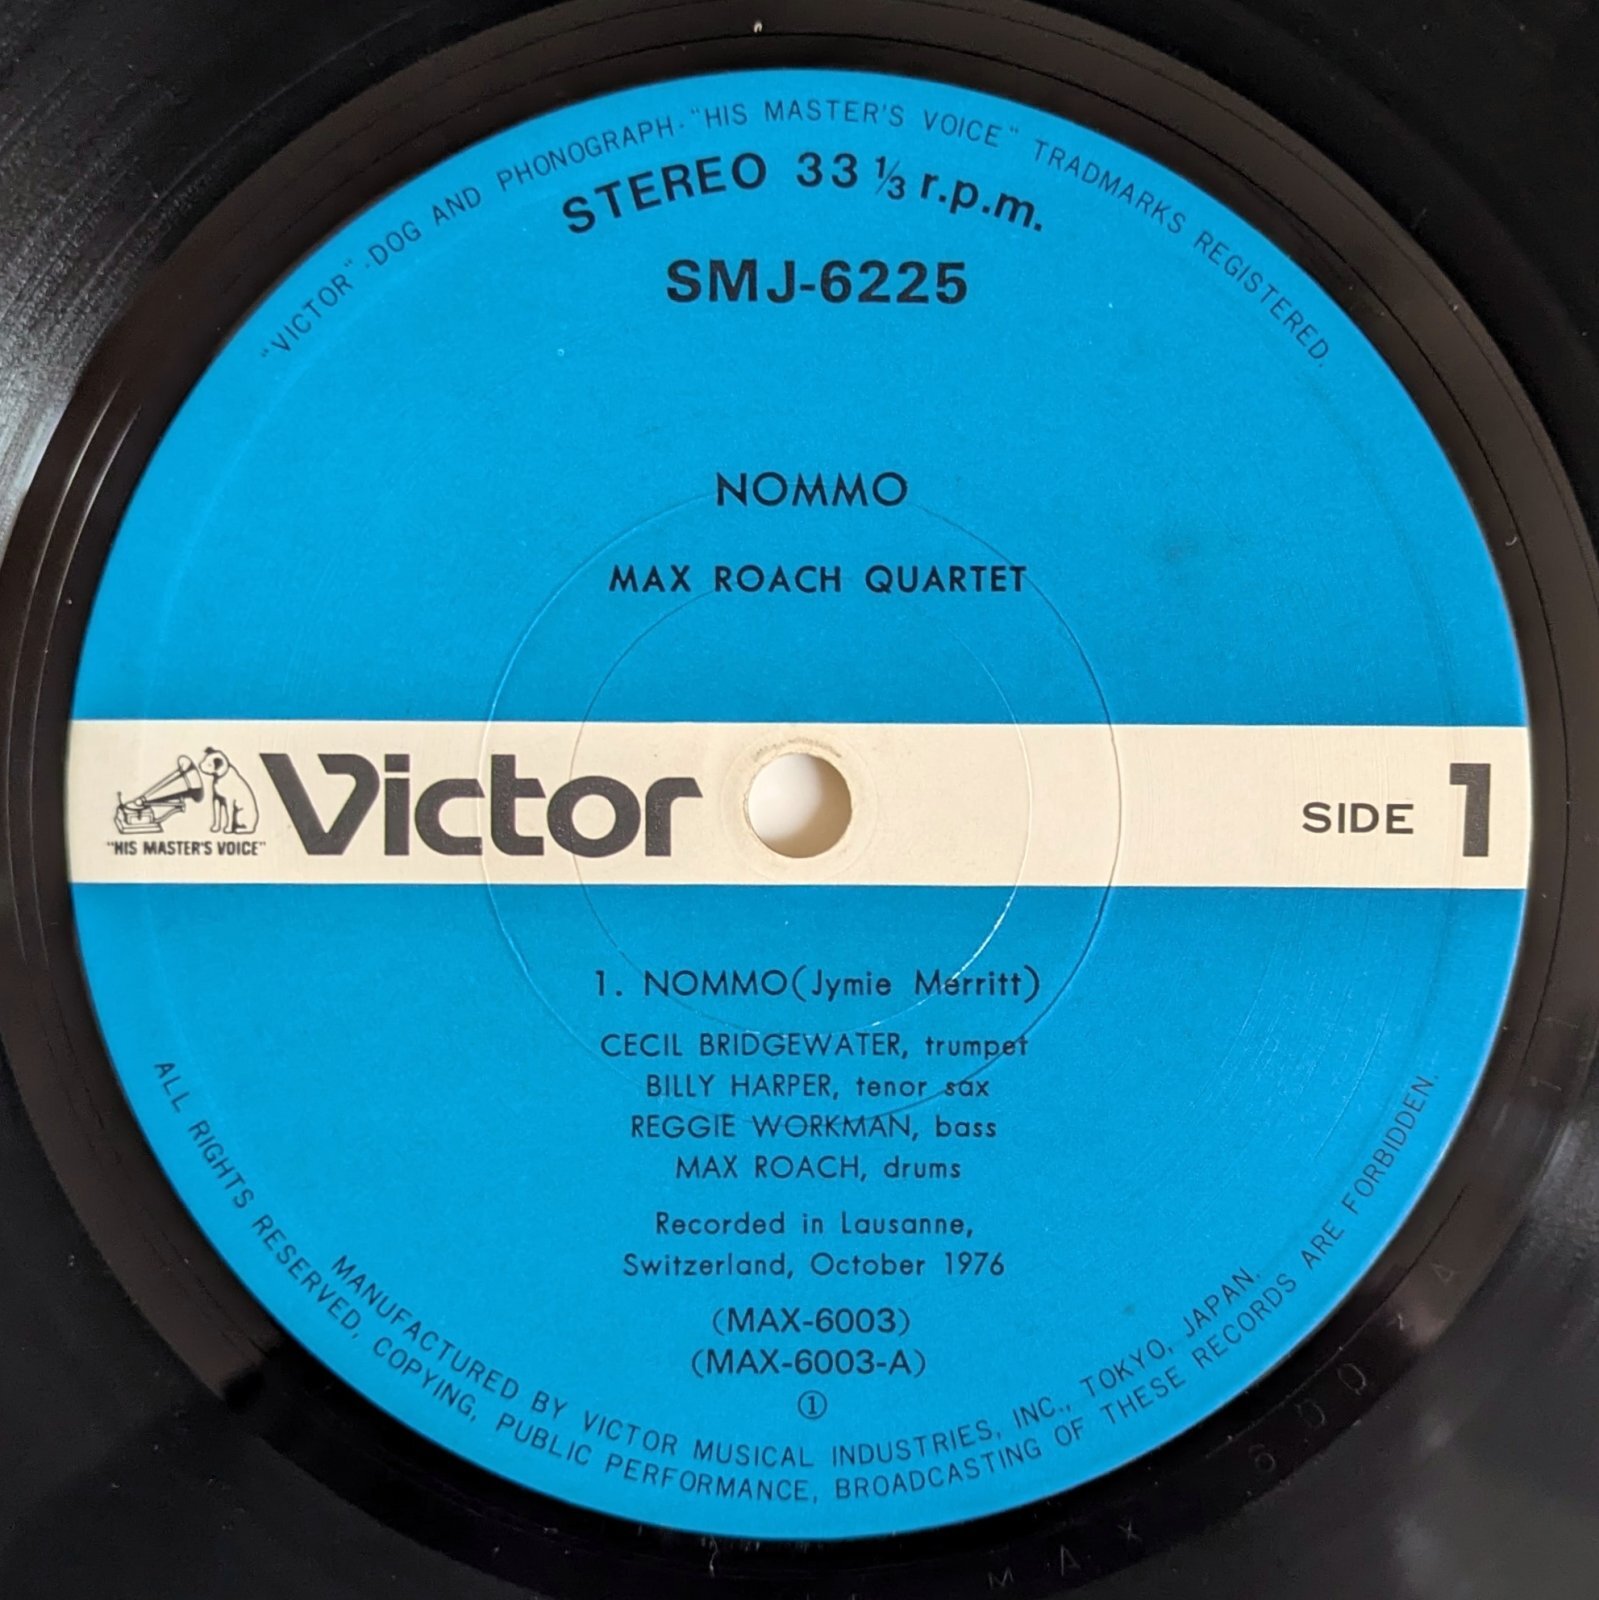 "VICTOR"-DOG AND PHONOGRAPH-"HIS MASTER'S VOICE" TRADMARKS REGISTERED.
STEREO 33 ⅓ r.p.m.
SMJ-6225
NOMMO
MAX ROACH QUARTET
"HIS MASTER'S VOICE"
Victor
SIDE 1
1. NOMMO(Jymie Merritt)
CECIL BRIDGEWATER, trumpet
BILLY HARPER, tenor sax
REGGIE WORKMAN, bass
MAX ROACH, drums
Recorded in Lausanne,
Switzerland, October 1976
(MAX-6003)
(MAX-6003-A)
①
MANUFACTURED BY VICTOR MUSICAL INDUSTRIES, INC., TOKYO, JAPAN.
ALL RIGHTS RESERVED, COPYING, PUBLIC PERFORMANCE, BROADCASTING OF THESE RECORDS ARE FORBIDDEN.
MAX